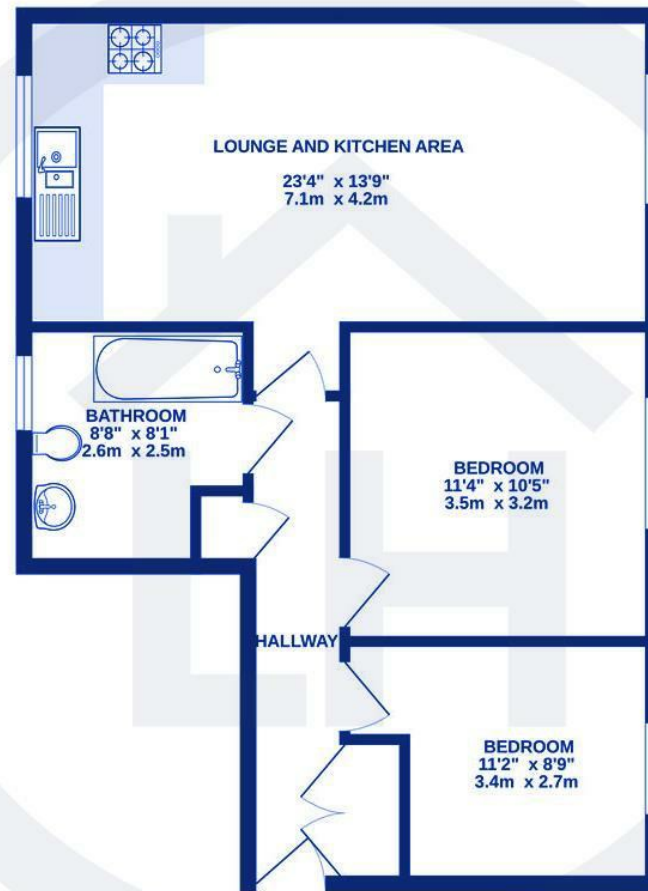 LOUNGE AND KITCHEN AREA
23'4" x 13'9"
7.1m x 4.2m
BATHROOM
8'8" x 8'1"
2.6m x 2.5m
BEDROOM
11'4" x 10'5"
3.5m x 3.2m
HALLWAY
BEDROOM
11'2" x 8'9"
3.4m x 2.7m
LH